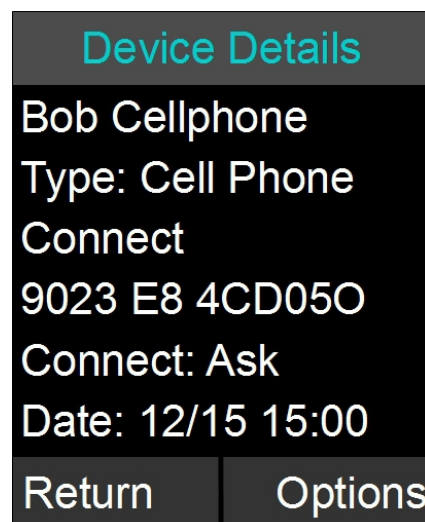 Device Details
Bob Cellphone
Type: Cell Phone
Connect
9023 E8 4CD05O
Connect: Ask
Date: 12/15 15:00
Return Options